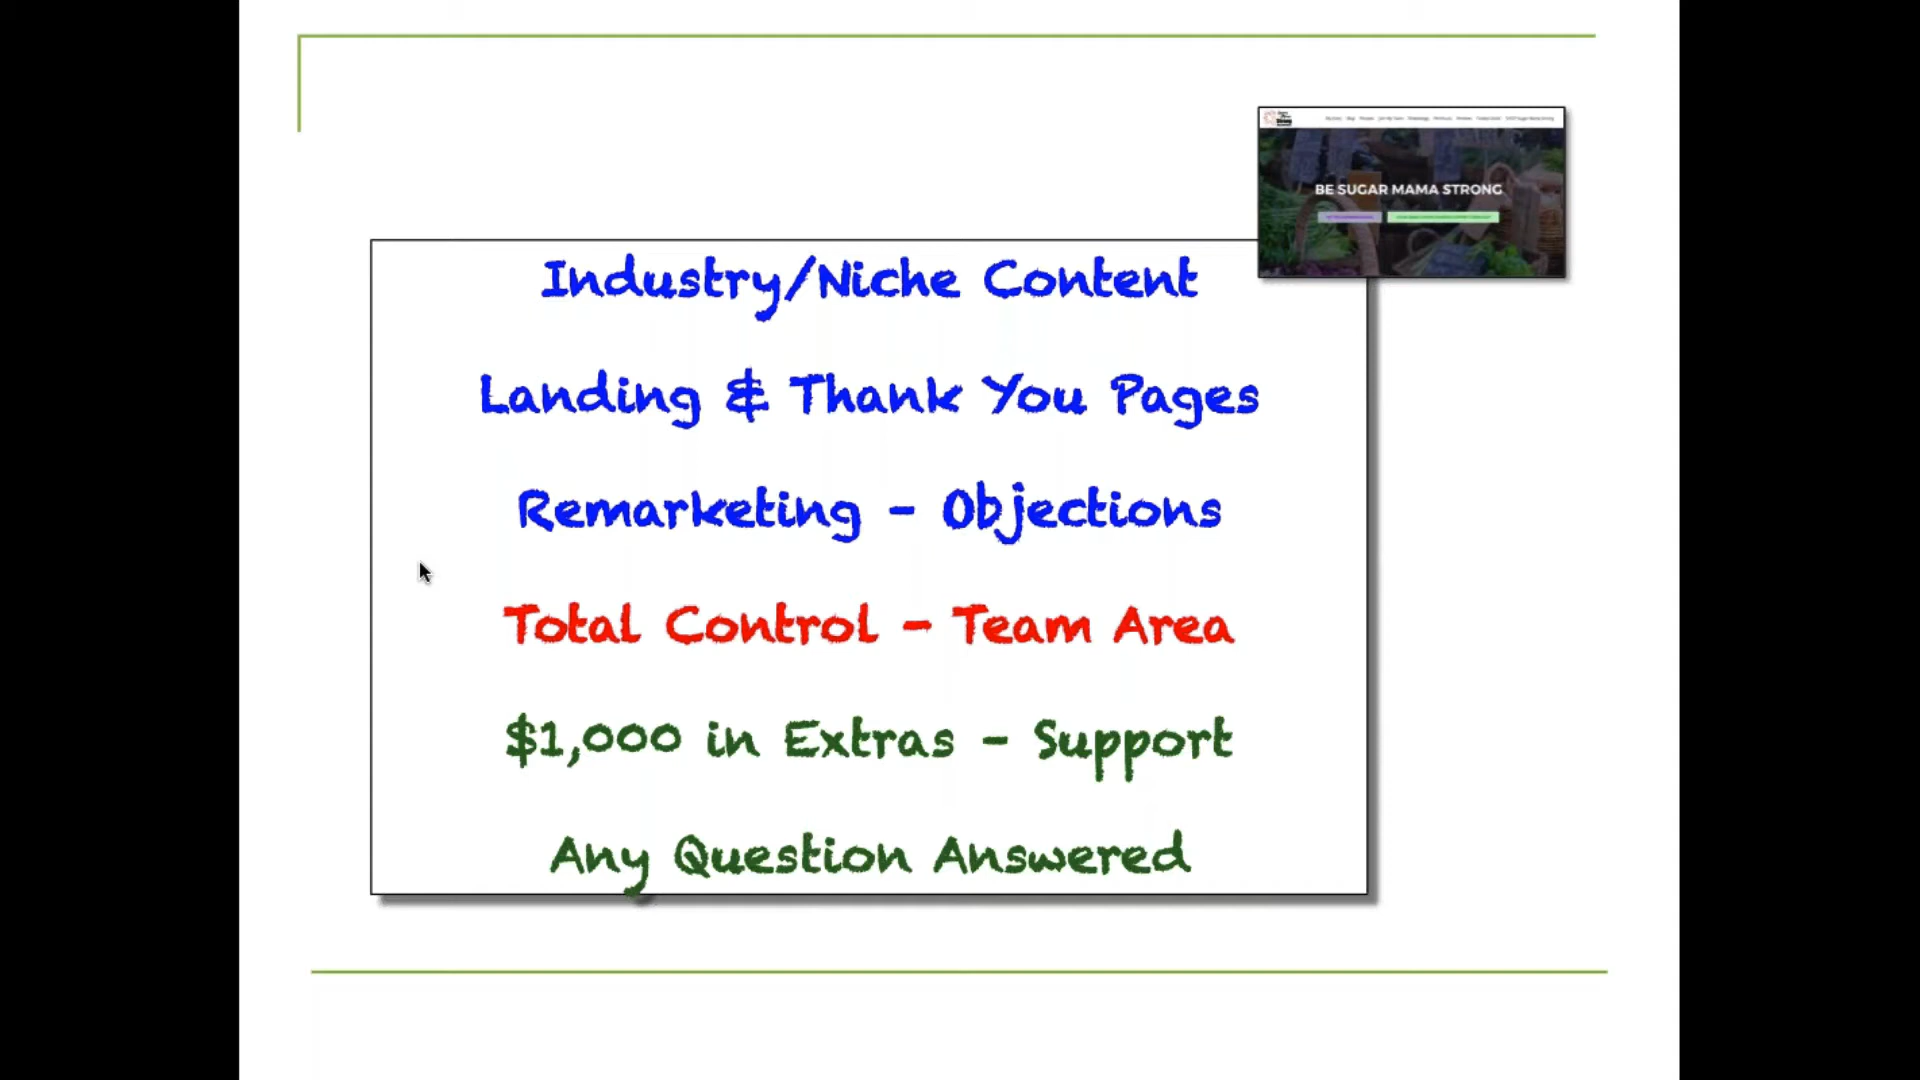 BE SUGAR MAMA STRONG
Industry/Niche Content
Landing & Thank You Pages
Remarketing - Objections
Total Control - Team Area
$1,000 in Extras - Support
Any Question Answered